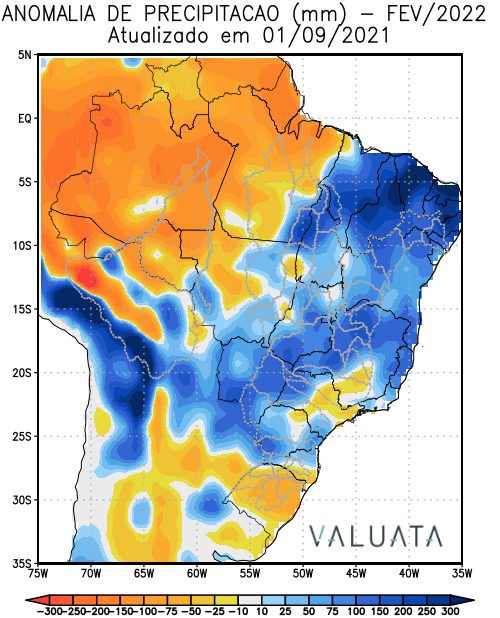 ANOMALIA DE PRECIPITACAO (mm) – FEV/2022
Atualizado em 01/09/2021
5N
EQ
5S
10S
15S
20S
25S
30S
35S
75W 70W 65W 60W 55W 50W 45W 40W 35W
VALUATA
-300 -250 -200 -150 -100 -75 -50 -25 -10 10 25 50 75 100 150 200 250 300